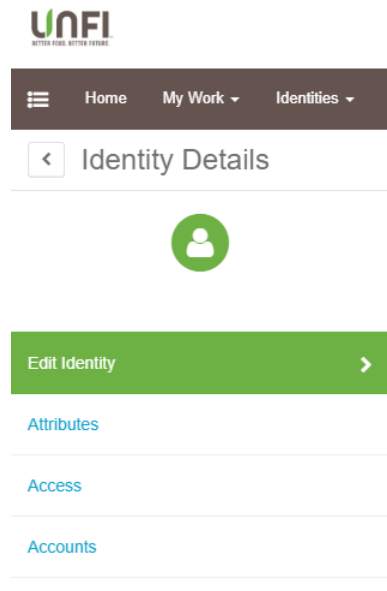 UNFI
BETTER FOOD. BETTER FUTURE.
Home My Work Identities
Identity Details
Edit Identity
Attributes
Access
Accounts